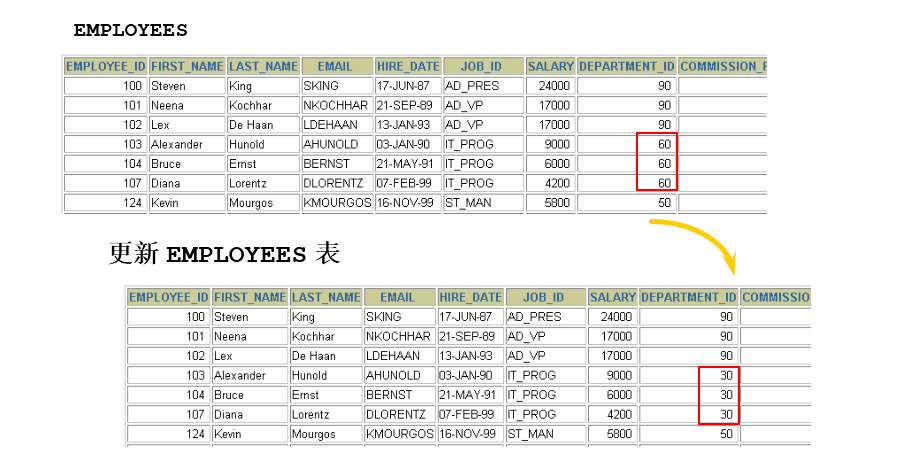 EMPLOYEES
EMPLOYEE_ID FIRST_NAME LAST_NAME EMAIL HIRE_DATE JOB_ID SALARY DEPARTMENT_ID COMMISSION_P
100 Steven King SKING 17-JUN-87 AD_PRES 24000 90
101 Neena Kochhar NKOCHHAR 21-SEP-89 AD_VP 17000 90
102 Lex De Haan LDEHAAN 13-JAN-93 AD_VP 17000 90
103 Alexander Hunold AHUNOLD 03-JAN-90 IT_PROG 9000 60
104 Bruce Ernst BERNST 21-MAY-91 IT_PROG 6000 60
107 Diana Lorentz DLORENTZ 07-FEB-99 IT_PROG 4200 60
124 Kevin Mourgos KMOURGOS 16-NOV-99 ST_MAN 5800 50
更新 EMPLOYEES 表
EMPLOYEE_ID FIRST_NAME LAST_NAME EMAIL HIRE_DATE JOB_ID SALARY DEPARTMENT_ID COMMISSIO
100 Steven King SKING 17-JUN-87 AD_PRES 24000 90
101 Neena Kochhar NKOCHHAR 21-SEP-89 AD_VP 17000 90
102 Lex De Haan LDEHAAN 13-JAN-93 AD_VP 17000 90
103 Alexander Hunold AHUNOLD 03-JAN-90 IT_PROG 9000 30
104 Bruce Ernst BERNST 21-MAY-91 IT_PROG 6000 30
107 Diana Lorentz DLORENTZ 07-FEB-99 IT_PROG 4200 30
124 Kevin Mourgos KMOURGOS 16-NOV-99 ST_MAN 5800 50